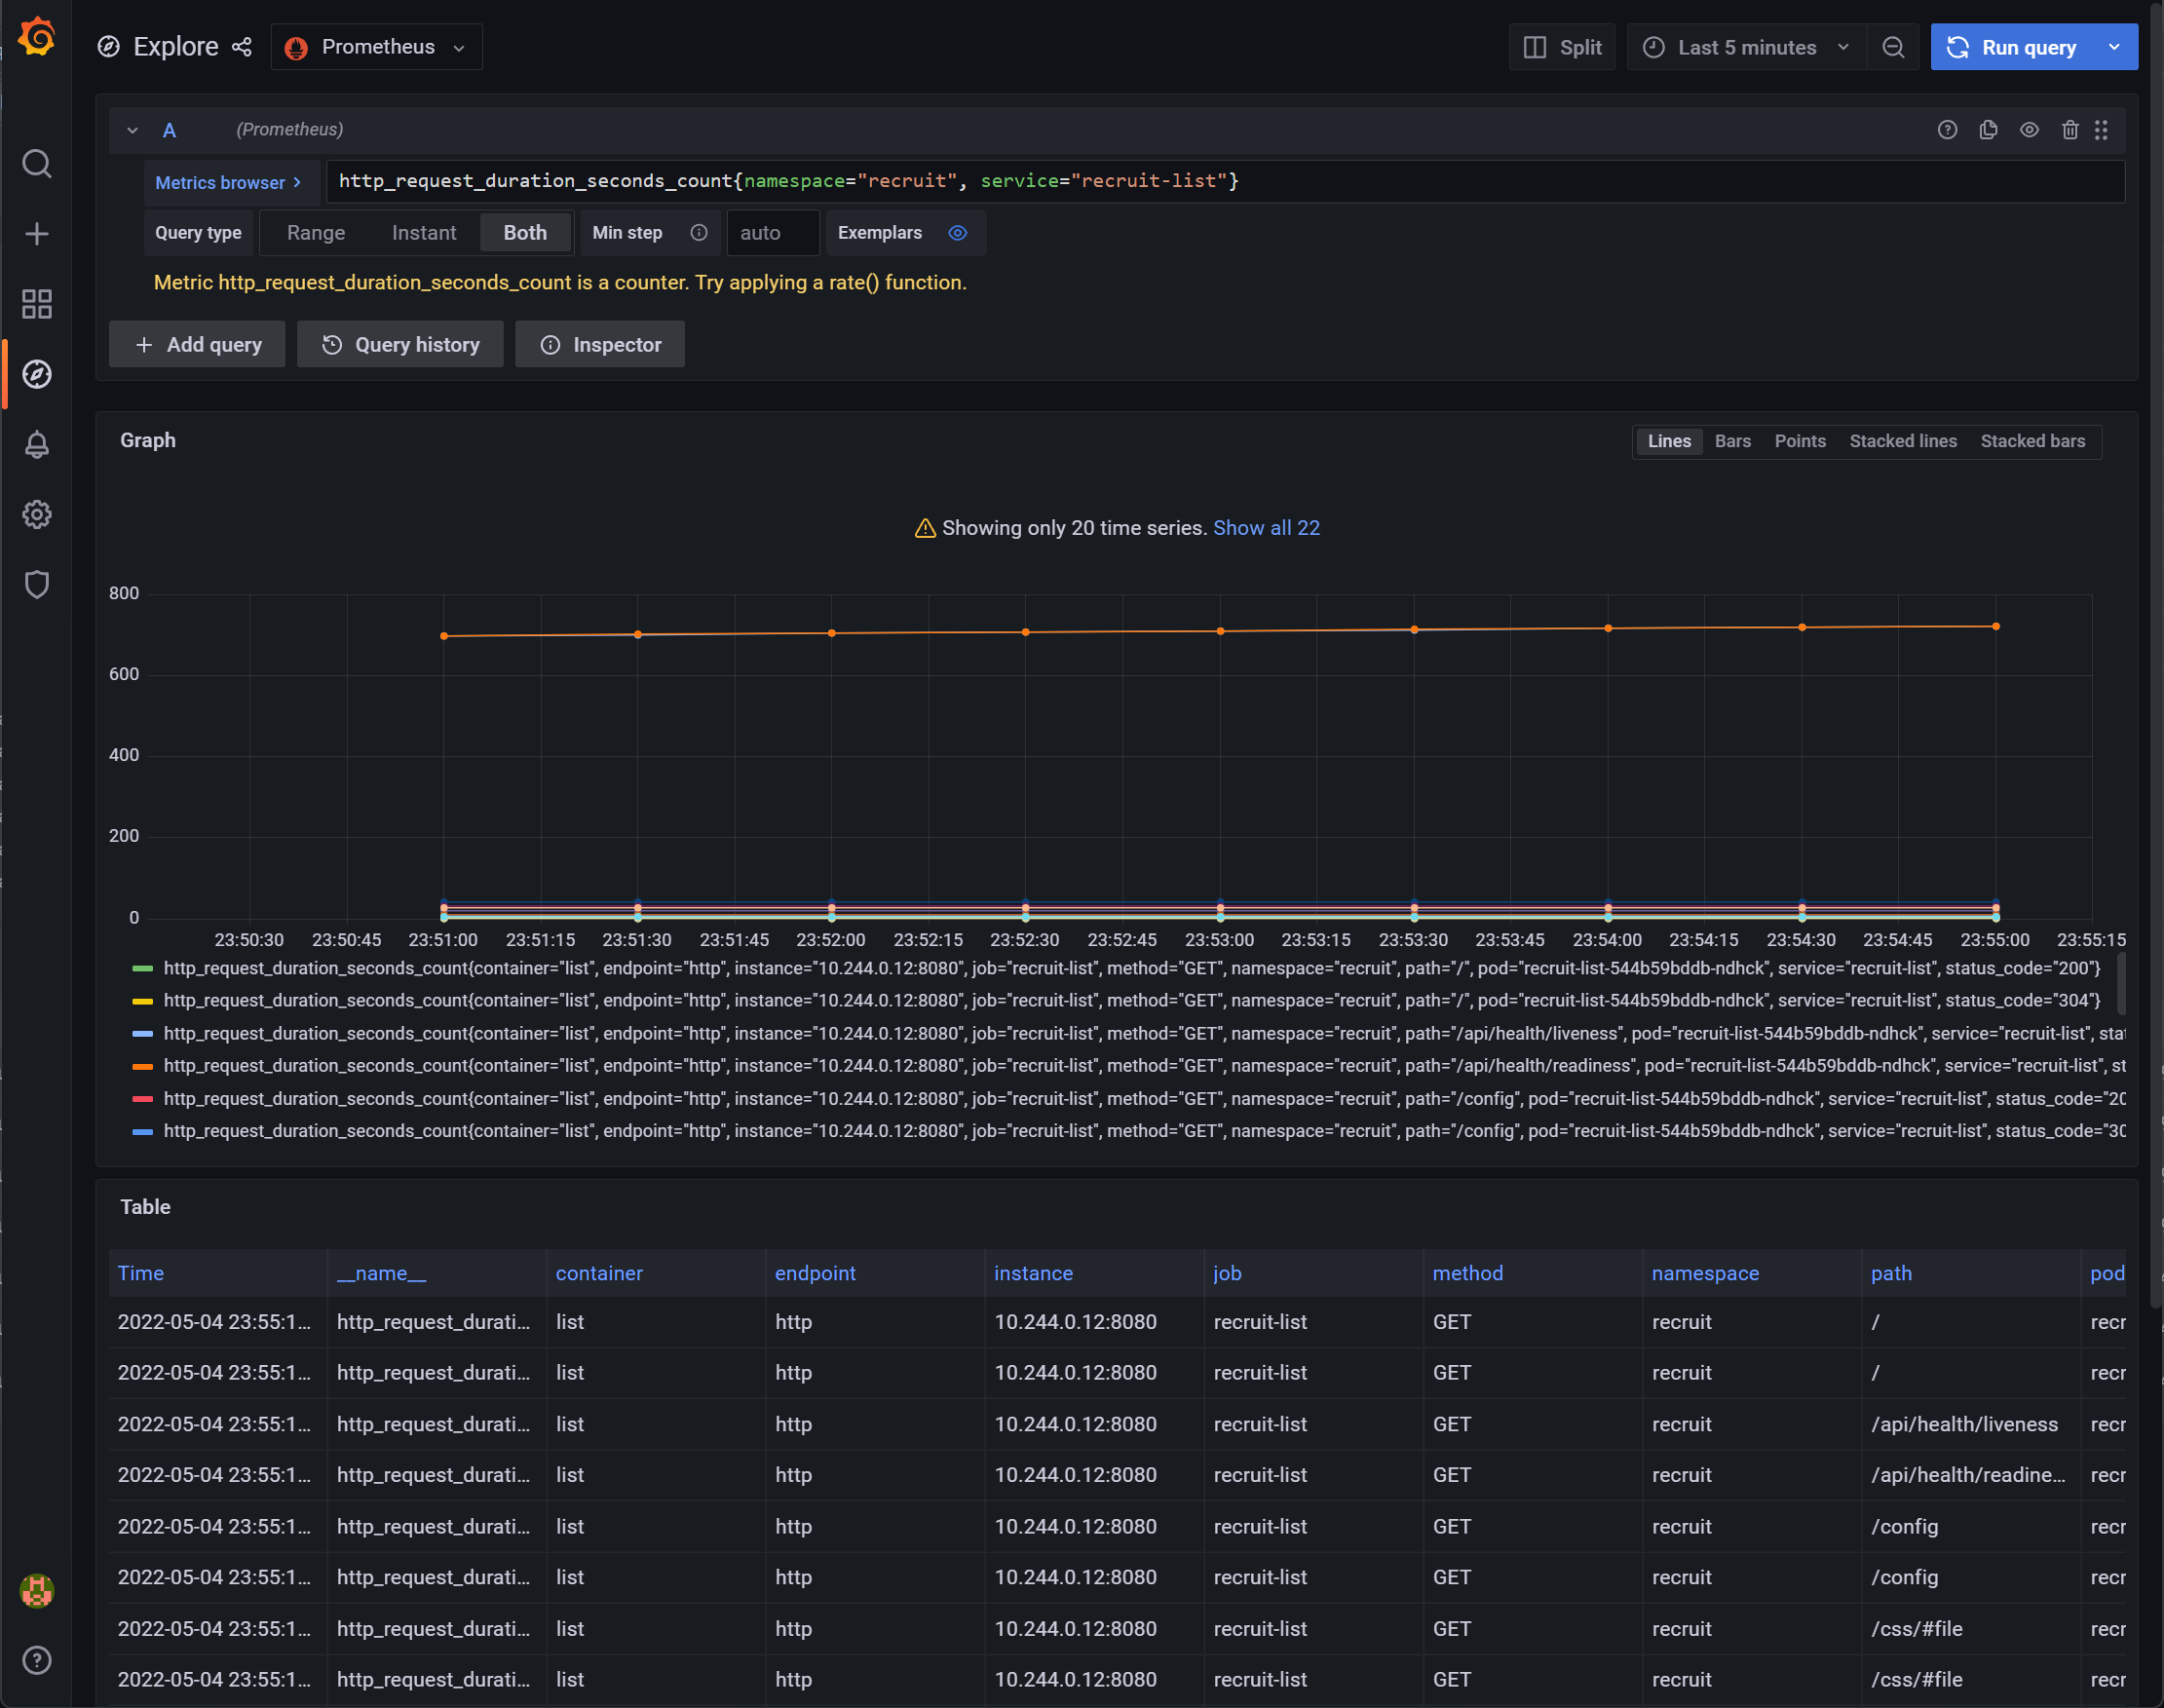 Explore Prometheus Split Last 5 minutes Run query
A (Prometheus)
Metrics browser > http_request_duration_seconds_count{namespace="recruit", service="recruit-list"}
Query type Range Instant Both Min step auto Exemplars
Metric http_request_duration_seconds_count is a counter. Try applying a rate() function.
+ Add query Query history Inspector
Graph Lines Bars Points Stacked lines Stacked bars
Showing only 20 time series. Show all 22
800
600
400
200
0
23:50:30 23:50:45 23:51:00 23:51:15 23:51:30 23:51:45 23:52:00 23:52:15 23:52:30 23:52:45 23:53:00 23:53:15 23:53:30 23:53:45 23:54:00 23:54:15 23:54:30 23:54:45 23:55:00 23:55:15
http_request_duration_seconds_count{container="list", endpoint="http", instance="10.244.0.12:8080", job="recruit-list", method="GET", namespace="recruit", path="/", pod="recruit-list-544b59bddb-ndhck", service="recruit-list", status_code="200"}
http_request_duration_seconds_count{container="list", endpoint="http", instance="10.244.0.12:8080", job="recruit-list", method="GET", namespace="recruit", path="/", pod="recruit-list-544b59bddb-ndhck", service="recruit-list", status_code="304"}
http_request_duration_seconds_count{container="list", endpoint="http", instance="10.244.0.12:8080", job="recruit-list", method="GET", namespace="recruit", path="/api/health/liveness", pod="recruit-list-544b59bddb-ndhck", service="recruit-list", stat
http_request_duration_seconds_count{container="list", endpoint="http", instance="10.244.0.12:8080", job="recruit-list", method="GET", namespace="recruit", path="/api/health/readiness", pod="recruit-list-544b59bddb-ndhck", service="recruit-list", st
http_request_duration_seconds_count{container="list", endpoint="http", instance="10.244.0.12:8080", job="recruit-list", method="GET", namespace="recruit", path="/config", pod="recruit-list-544b59bddb-ndhck", service="recruit-list", status_code="20
http_request_duration_seconds_count{container="list", endpoint="http", instance="10.244.0.12:8080", job="recruit-list", method="GET", namespace="recruit", path="/config", pod="recruit-list-544b59bddb-ndhck", service="recruit-list", status_code="30
Table
Time __name__ container endpoint instance job method namespace path pod
2022-05-04 23:55:1... http_request_durati... list http 10.244.0.12:8080 recruit-list GET recruit / recr
2022-05-04 23:55:1... http_request_durati... list http 10.244.0.12:8080 recruit-list GET recruit / recr
2022-05-04 23:55:1... http_request_durati... list http 10.244.0.12:8080 recruit-list GET recruit /api/health/liveness recr
2022-05-04 23:55:1... http_request_durati... list http 10.244.0.12:8080 recruit-list GET recruit /api/health/readine... recr
2022-05-04 23:55:1... http_request_durati... list http 10.244.0.12:8080 recruit-list GET recruit /config recr
2022-05-04 23:55:1... http_request_durati... list http 10.244.0.12:8080 recruit-list GET recruit /config recr
2022-05-04 23:55:1... http_request_durati... list http 10.244.0.12:8080 recruit-list GET recruit /css/#file recr
2022-05-04 23:55:1... http_request_durati... list http 10.244.0.12:8080 recruit-list GET recruit /css/#file recr